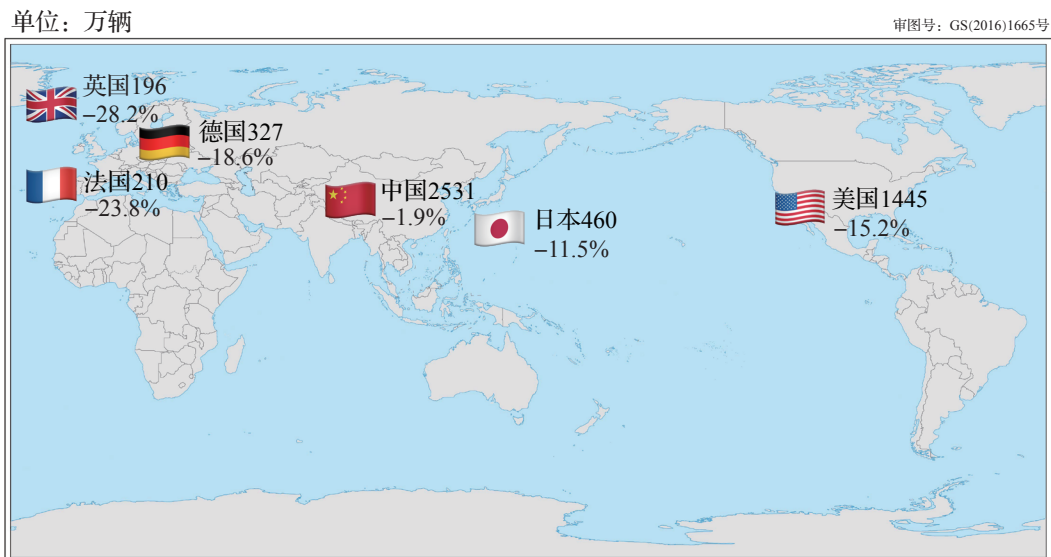 单位：万辆
审图号：GS(2016)1665号
英国196
−28.2%
德国327
−18.6%
法国210
−23.8%
中国2531
−1.9%
日本460
−11.5%
美国1445
−15.2%